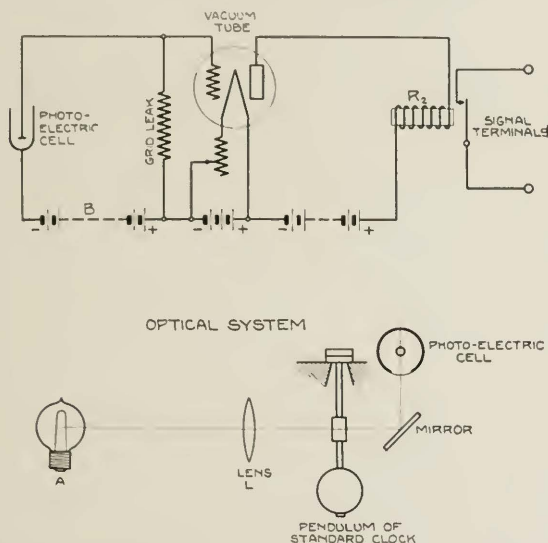 VACUUM
TUBE
PHOTO-
ELECTRIC
CELL
GRID LEAK
R2
SIGNAL
TERMINALS
- B + - + - +
OPTICAL SYSTEM
PHOTO-ELECTRIC
CELL
MIRROR
LENS
L
A
PENDULUM OF
STANDARD CLOCK